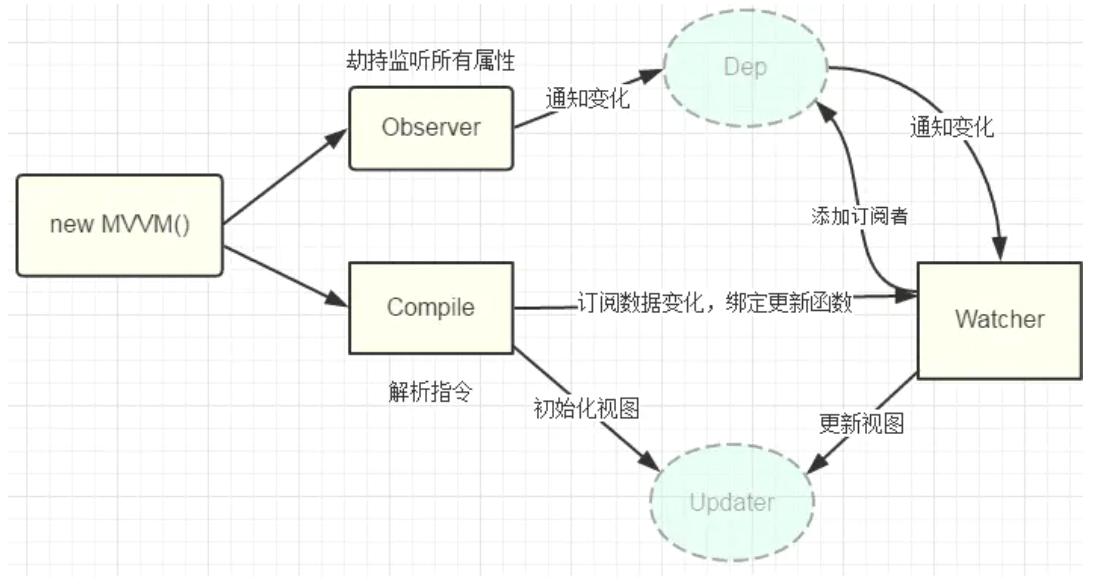 劫持监听所有属性
Dep
Observer
通知变化
通知变化
new MVVM()
添加订阅者
Compile
订阅数据变化，绑定更新函数
Watcher
解析指令
初始化视图
更新视图
Updater